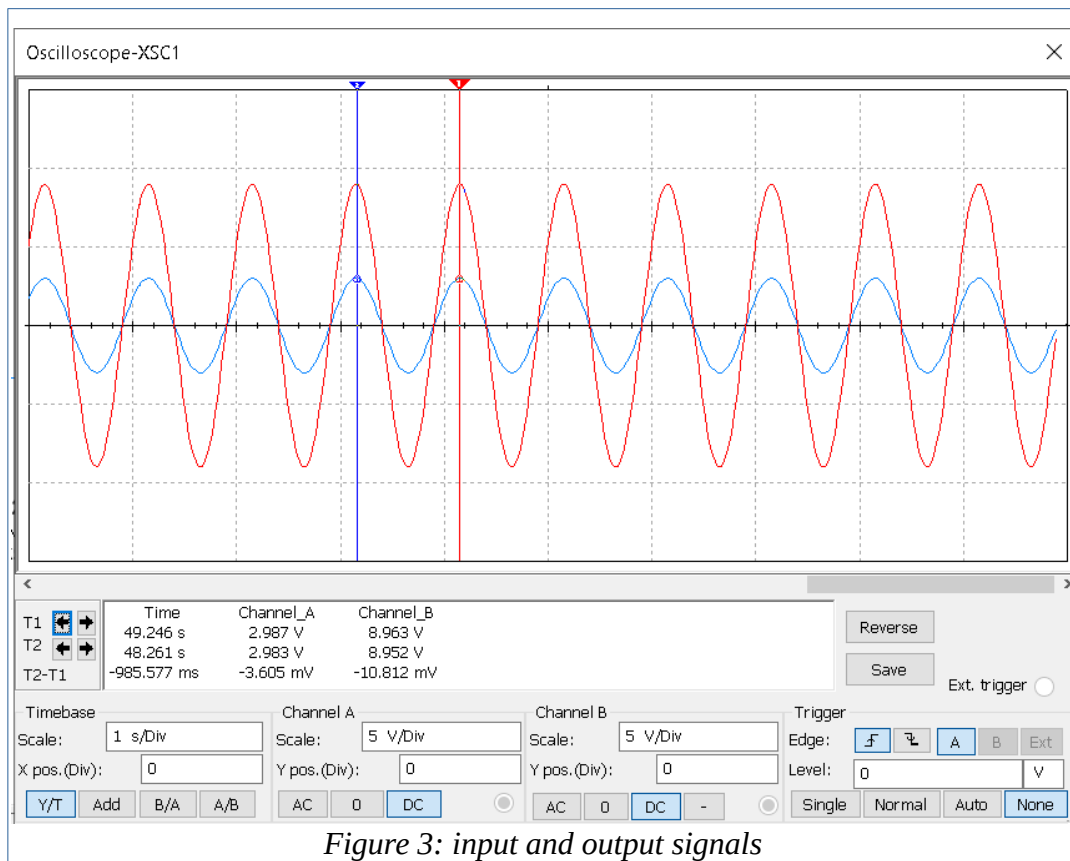 Oscilloscope-XSC1
2 1
Time Channel_A Channel_B
T1 49.246 s 2.987 V 8.963 V
T2 48.261 s 2.983 V 8.952 V
T2-T1 -985.577 ms -3.605 mV -10.812 mV
Reverse
Save
Ext. trigger
Timebase Channel A Channel B Trigger
Scale: 1 s/Div Scale: 5 V/Div Scale: 5 V/Div Edge: A B Ext
X pos.(Div): 0 Y pos.(Div): 0 Y pos.(Div): 0 Level: 0 V
Y/T Add B/A A/B AC 0 DC AC 0 DC - Single Normal Auto None
Figure 3: input and output signals